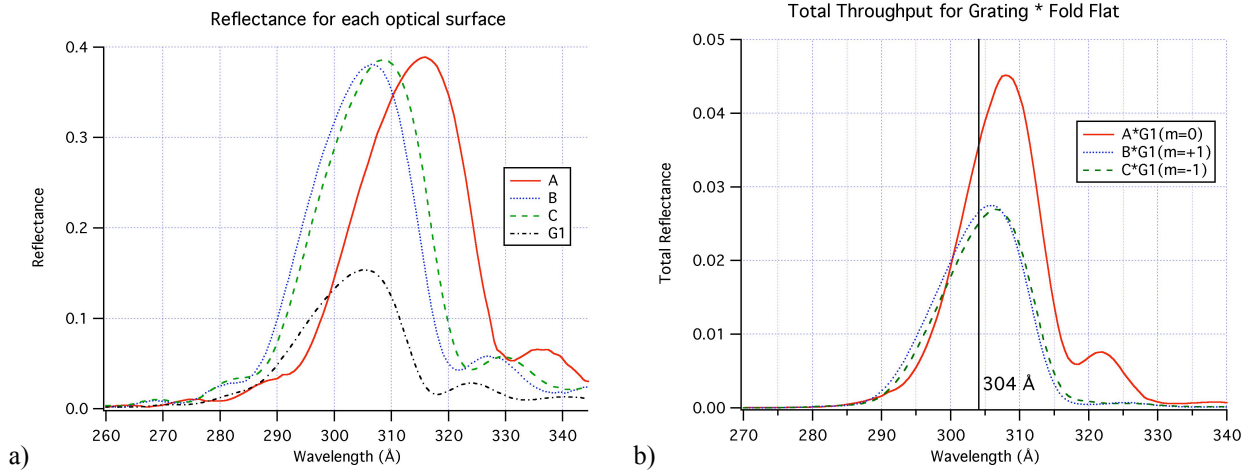 Reflectance for each optical surface
0.4
0.3
0.2
0.1
0.0
Reflectance
A
B
C
G1
260 270 280 290 300 310 320 330 340
Wavelength (Å)
a)
Total Throughput for Grating * Fold Flat
0.05
0.04
0.03
0.02
0.01
0.00
Total Reflectance
A*G1(m=0)
B*G1(m=+1)
C*G1(m=-1)
304 Å
270 280 290 300 310 320 330 340
Wavelength (Å)
b)